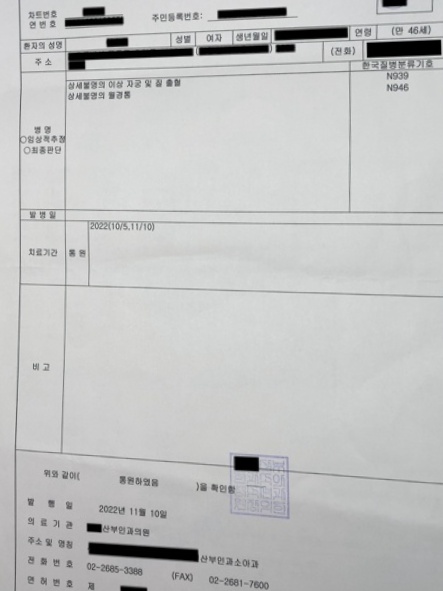 차트번호
연 번 호 주민등록번호:
환자의 성명 성별 여자 생년월일 연령 (만 46세)
주 소 (전화)
한국질병분류기호
병 명
○임상적추정
○최종판단
상세불명의 이상 자궁 및 질 출혈 N939
상세불명의 월경통 N946
발 병 일
치료기간 통 원 2022(10/5,11/10)
비 고
위와 같이( 통원하였음 )을 확인함
발 행 일 2022년 11월 10일
의 료 기 관 산부인과의원
주소 및 명칭 산부인과소아과
전 화 번 호 02-2685-3388 (FAX) 02-2681-7600
면 허 번 호 제